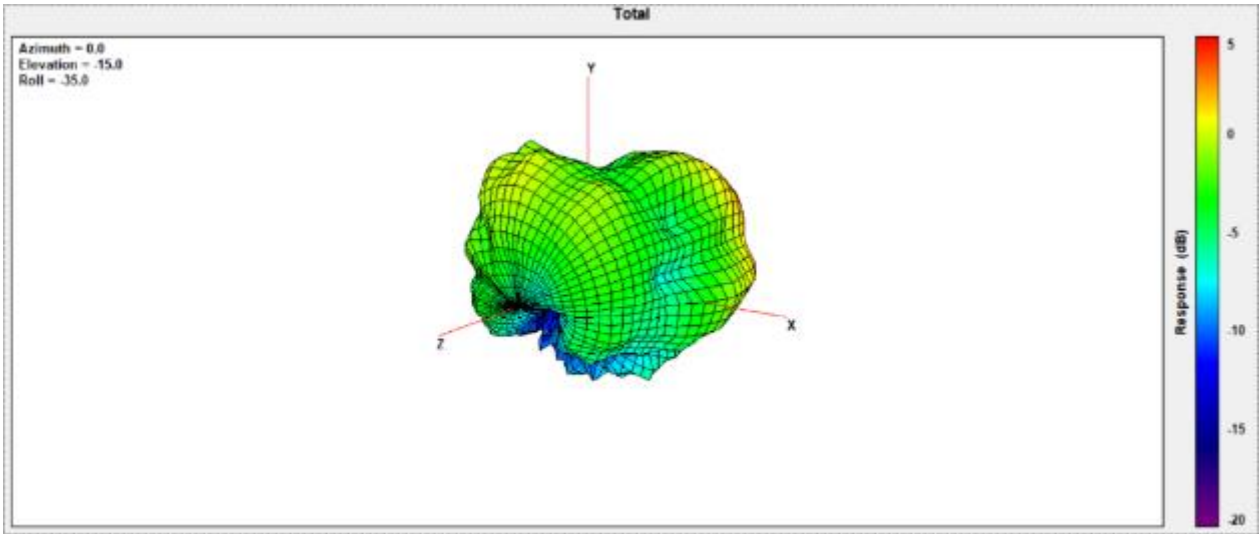 Total
Azimuth = 0.0
Elevation = -15.0
Roll = -35.0
Y
X
Z
5
0
-5
-10
-15
-20
Response (dB)